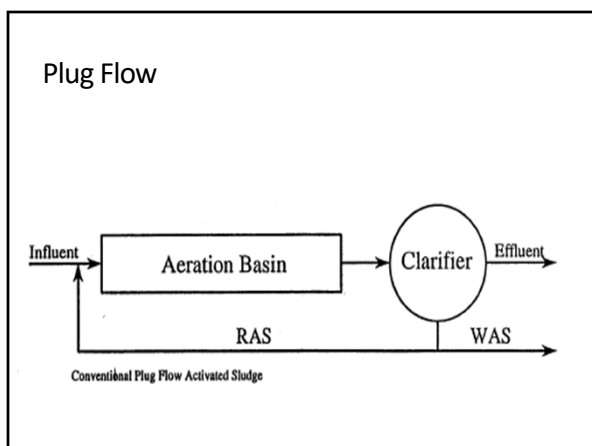 Plug Flow
Influent
Aeration Basin
Clarifier
Effluent
RAS
WAS
Conventional Plug Flow Activated Sludge